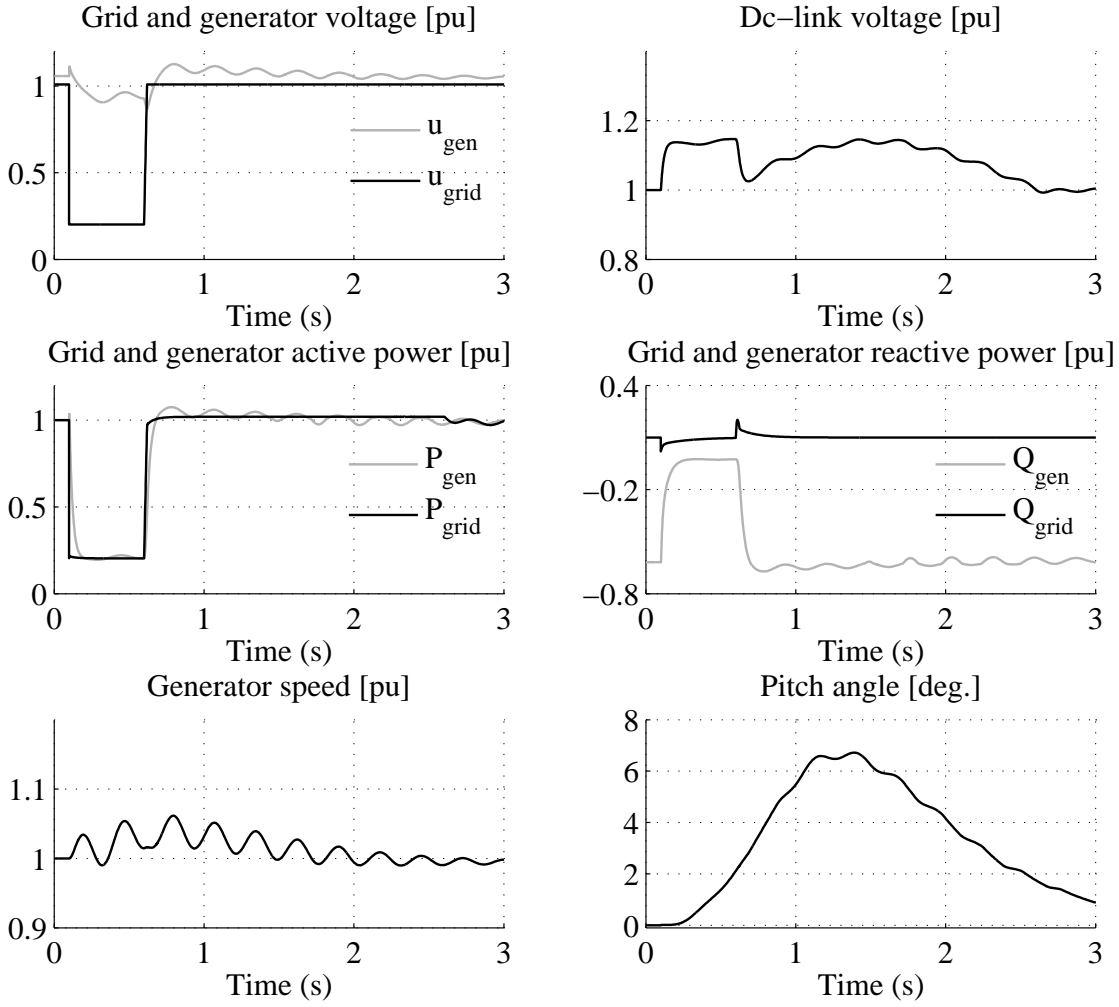 Grid and generator voltage [pu]
1
0.5
0
u_gen
u_grid
0 1 2 3
Time (s)
Dc−link voltage [pu]
1.2
1
0.8
0 1 2 3
Time (s)
Grid and generator active power [pu]
1
0.5
0
P_gen
P_grid
0 1 2 3
Time (s)
Grid and generator reactive power [pu]
0.4
−0.2
−0.8
Q_gen
Q_grid
0 1 2 3
Time (s)
Generator speed [pu]
1.1
1
0.9
0 1 2 3
Time (s)
Pitch angle [deg.]
8
6
4
2
0
0 1 2 3
Time (s)